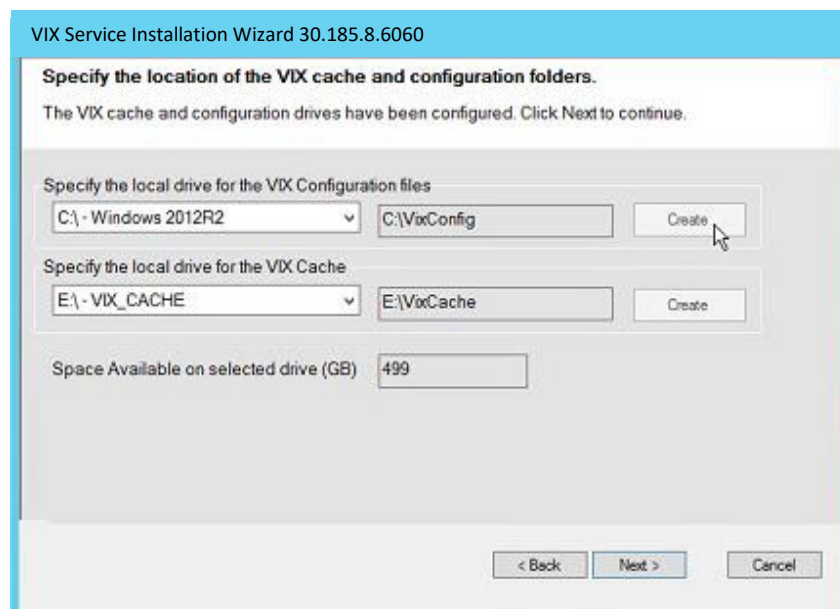 VIX Service Installation Wizard 30.185.8.6060
Specify the location of the VIX cache and configuration folders.
The VIX cache and configuration drives have been configured. Click Next to continue.
Specify the local drive for the VIX Configuration files
C:\ - Windows 2012R2 C:\VixConfig Create
Specify the local drive for the VIX Cache
E:\ - VIX_CACHE E:\VixCache Create
Space Available on selected drive (GB) 499
< Back Next > Cancel